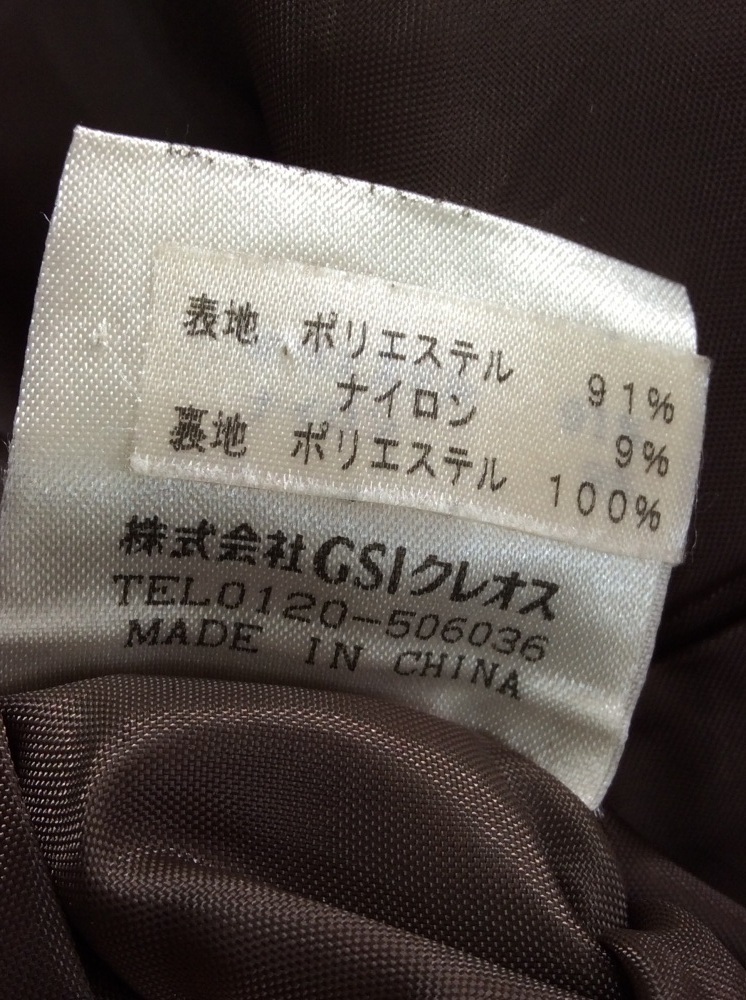 表地 ポリエステル 91%
ナイロン 9%
裏地 ポリエステル 100%
株式会社GSIクレオス
TEL0120-506036
MADE IN CHINA